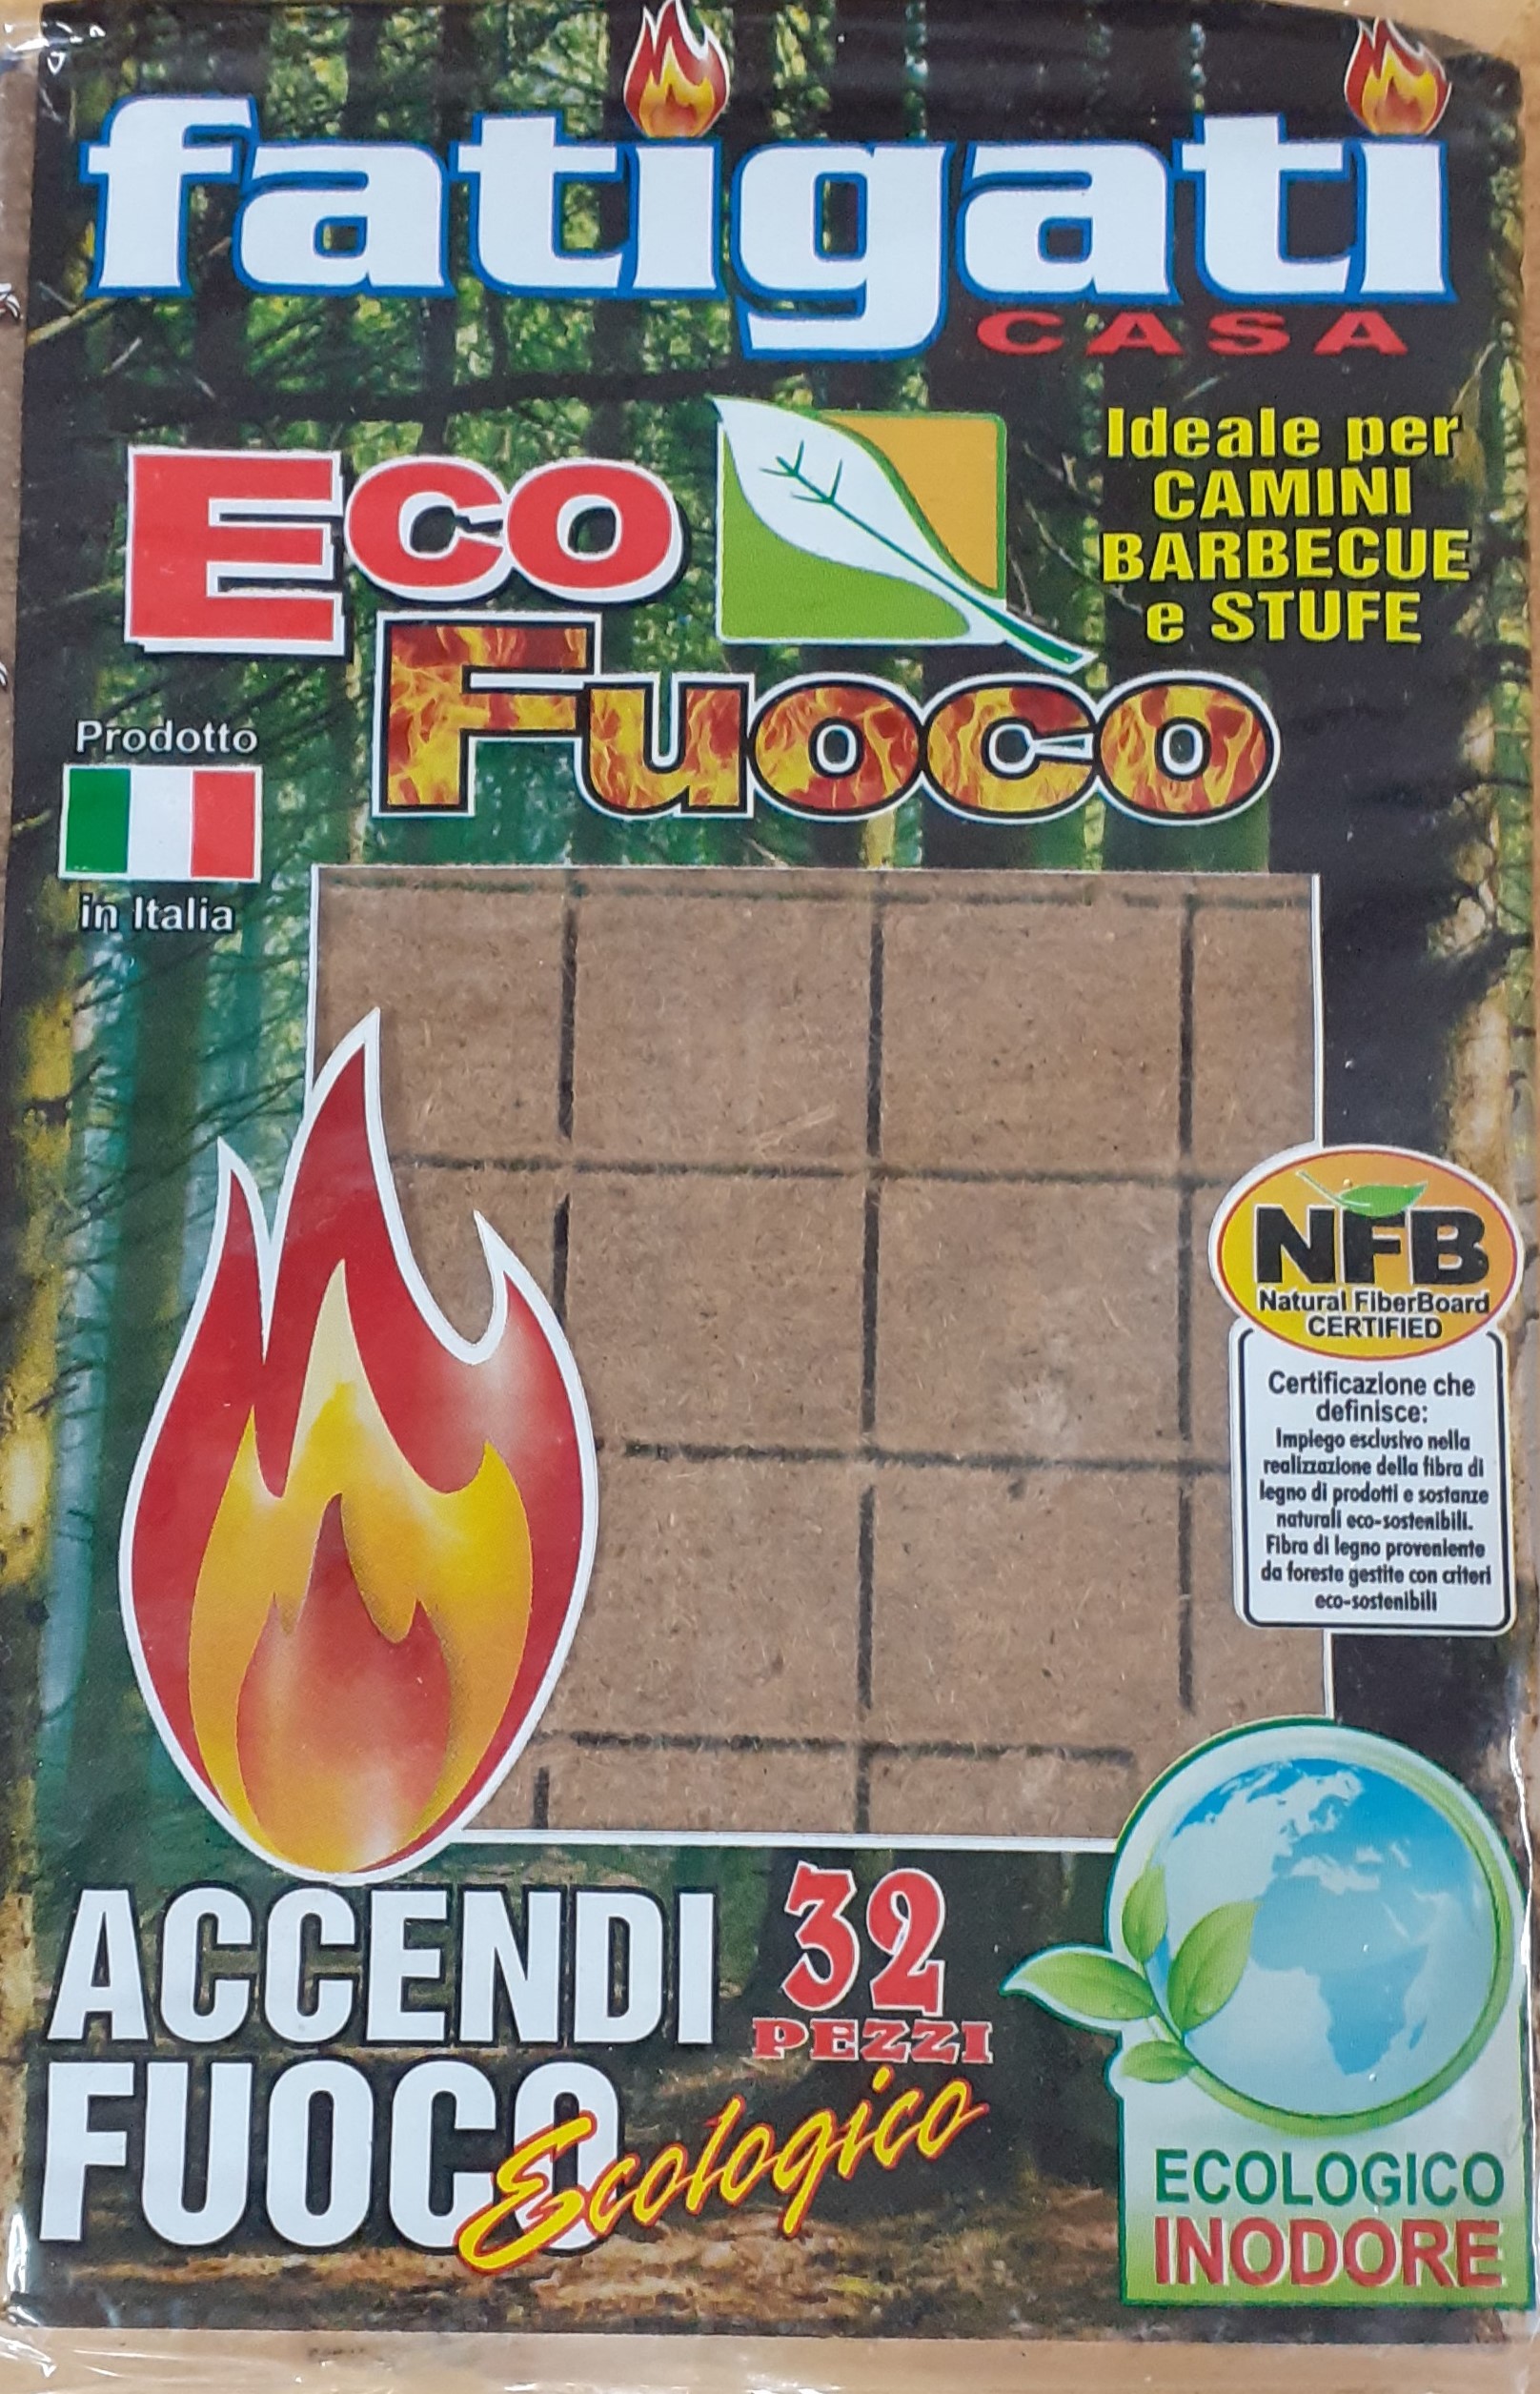 fatigati
CASA
Eco
Fuoco
Ideale per
CAMINI
BARBECUE
e STUFE
Prodotto
in Italia
NFB
Natural FiberBoard
CERTIFIED
Certificazione che
definisce:
Impiego esclusivo nella
realizzazione della fibra di
legno di prodotti e sostanze
naturali eco-sostenibili.
Fibra di legno proveniente
da foreste gestite con criteri
eco-sostenibili
ACCENDI
FUOCO
Ecologico
32
PEZZI
ECOLOGICO
INODORE